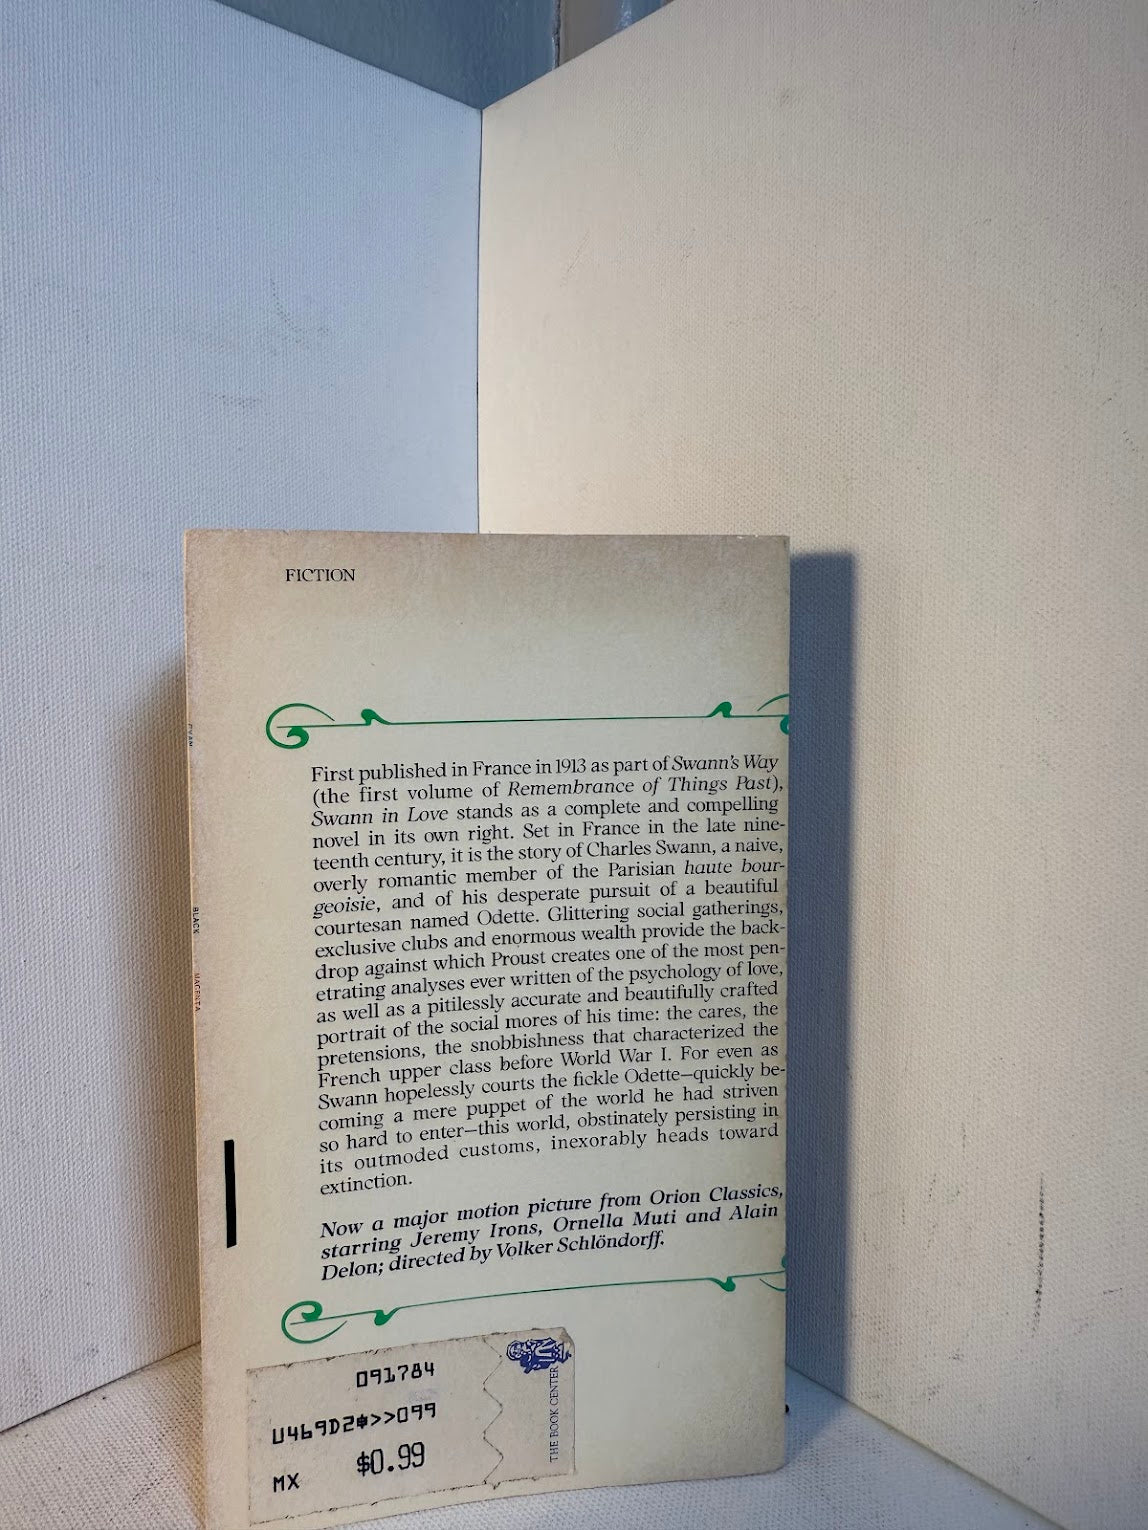 FICTION
First published in France in 1913 as part of Swann's Way
(the first volume of Remembrance of Things Past),
Swann in Love stands as a complete and compelling
novel in its own right. Set in France in the late nine-
teenth century, it is the story of Charles Swann, a naive,
overly romantic member of the Parisian haute bour-
geoisie, and of his desperate pursuit of a beautiful
courtesan named Odette. Glittering social gatherings,
exclusive clubs and enormous wealth provide the back-
drop against which Proust creates one of the most pen-
etrating analyses ever written of the psychology of love,
as well as a pitilessly accurate and beautifully crafted
portrait of the social mores of his time: the cares, the
pretensions, the snobbishness that characterized the
French upper class before World War I. For even as
Swann hopelessly courts the fickle Odette—quickly be-
coming a mere puppet of the world he had striven
so hard to enter—this world, obstinately persisting in
its outmoded customs, inexorably heads toward
extinction.
Now a major motion picture from Orion Classics,
starring Jeremy Irons, Ornella Muti and Alain
Delon; directed by Volker Schlöndorff.
091784
U469D2*>>099
MX $0.99
THE BOOK CENTER
CYAN
BLACK
MAGENTA